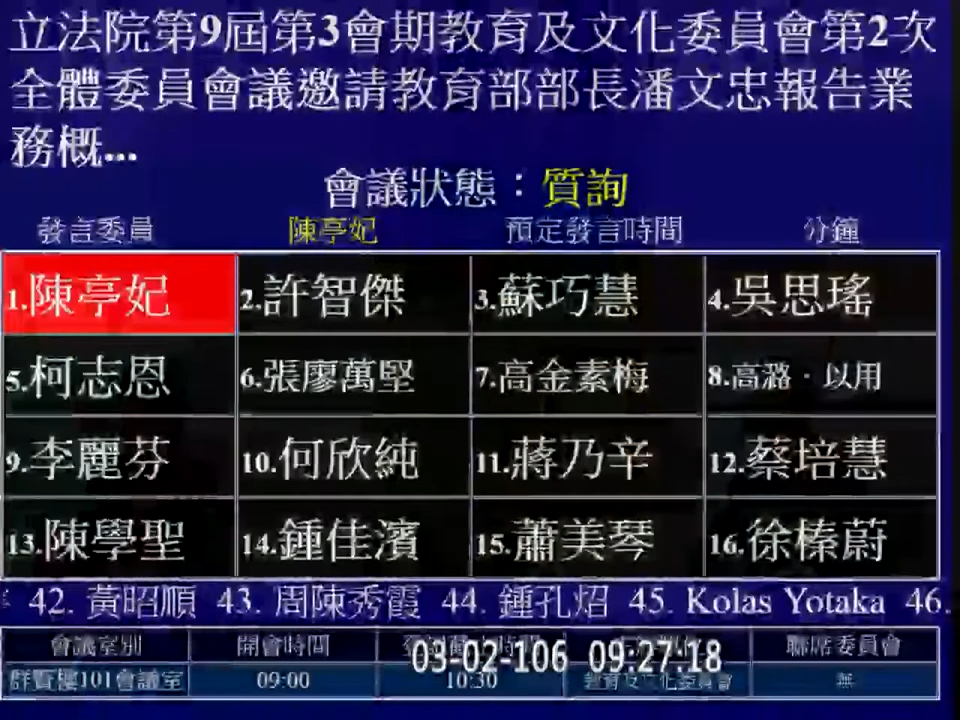 立法院第9屆第3會期教育及文化委員會第2次
全體委員會議邀請教育部部長潘文忠報告業
務概...
會議狀態：質詢
發言委員 陳亭妃 預定發言時間 分鐘
1.陳亭妃 2.許智傑 3.蘇巧慧 4.吳思瑤
5.柯志恩 6.張廖萬堅 7.高金素梅 8.高潞．以用
9.李麗芬 10.何欣純 11.蔣乃辛 12.蔡培慧
13.陳學聖 14.鍾佳濱 15.蕭美琴 16.徐榛蔚
42. 黃昭順 43. 周陳秀霞 44. 鍾孔炤 45. Kolas Yotaka 46.
會議室別 開會時間 聯席委員會
03-02-106 09:27:18
群賢樓101會議室 09:00 10:30 教育及文化委員會 無